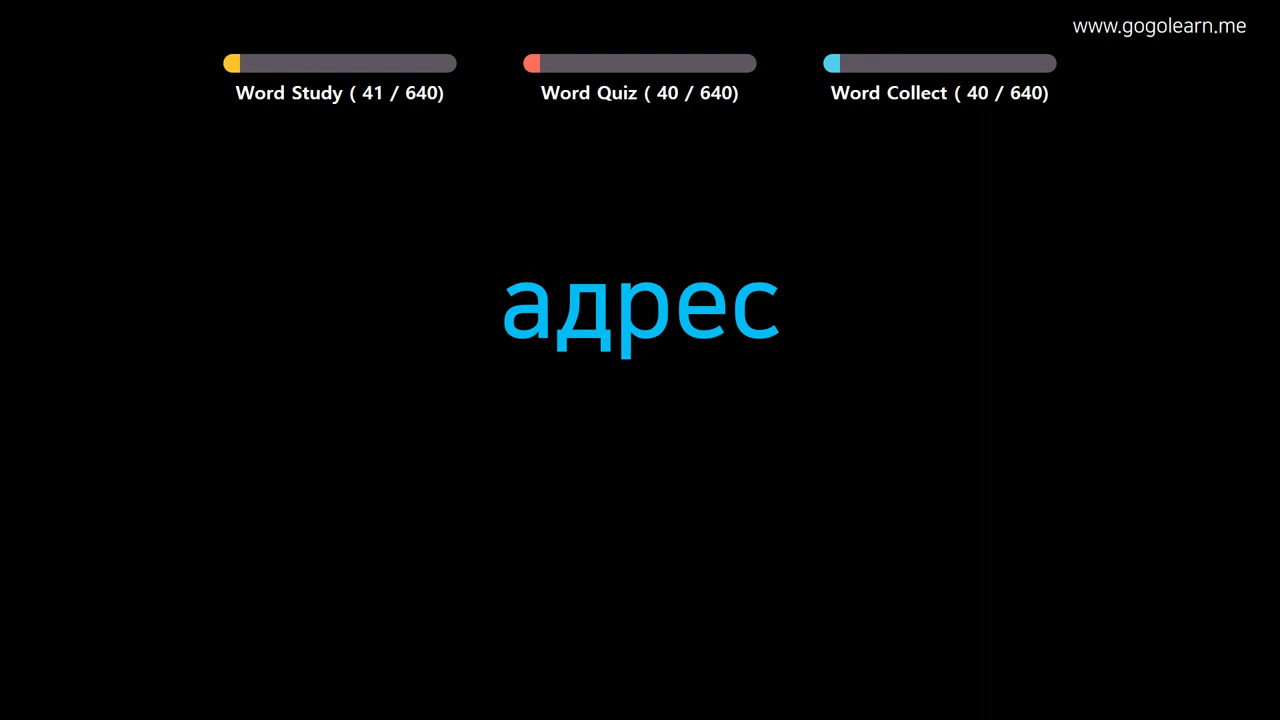 www.gogolearn.me
Word Study ( 41 / 640)
Word Quiz ( 40 / 640)
Word Collect ( 40 / 640)
адрес